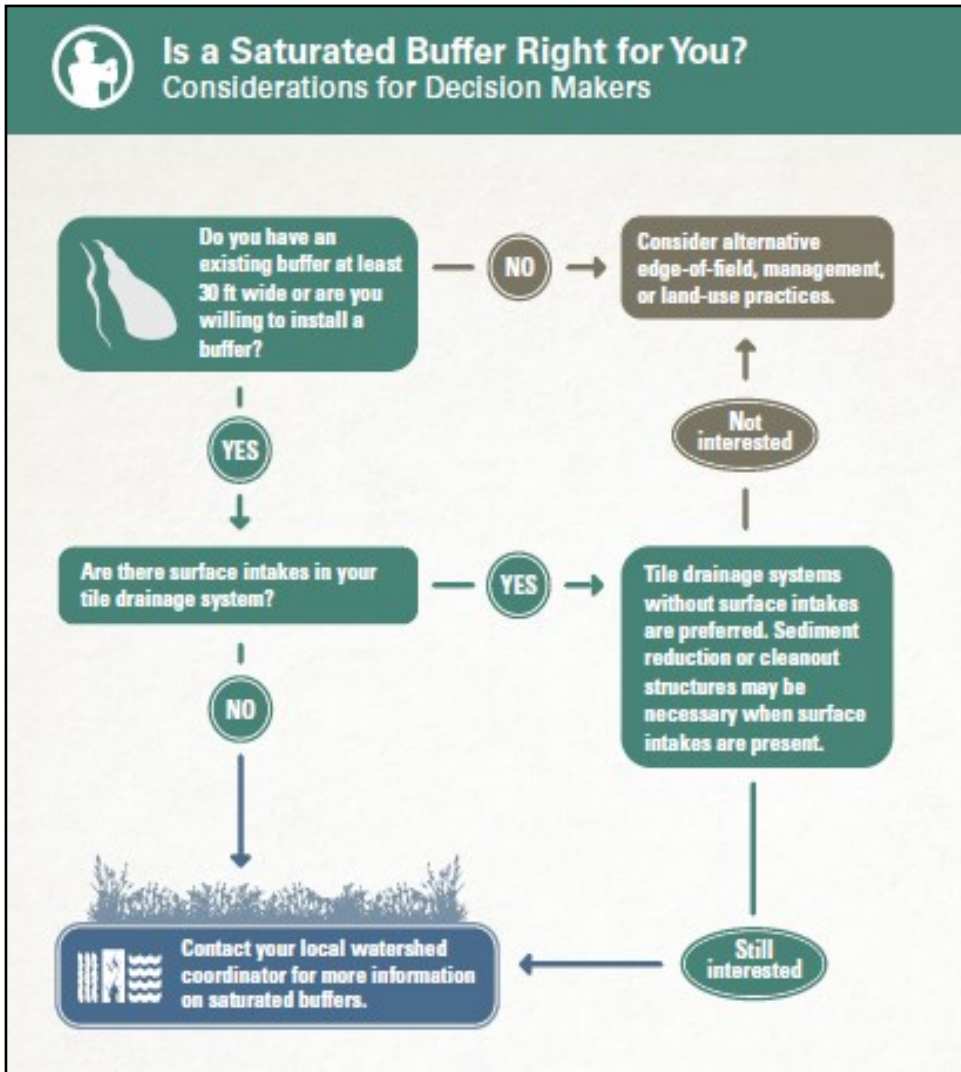 Is a Saturated Buffer Right for You?
Considerations for Decision Makers
Do you have an
existing buffer at least
30 ft wide or are you
willing to install a
buffer?
NO
Consider alternative
edge-of-field, management,
or land-use practices.
YES
Not
interested
Are there surface intakes in your
tile drainage system?
YES
Tile drainage systems
without surface intakes
are preferred. Sediment
reduction or cleanout
structures may be
necessary when surface
intakes are present.
NO
Contact your local watershed
coordinator for more information
on saturated buffers.
Still
interested